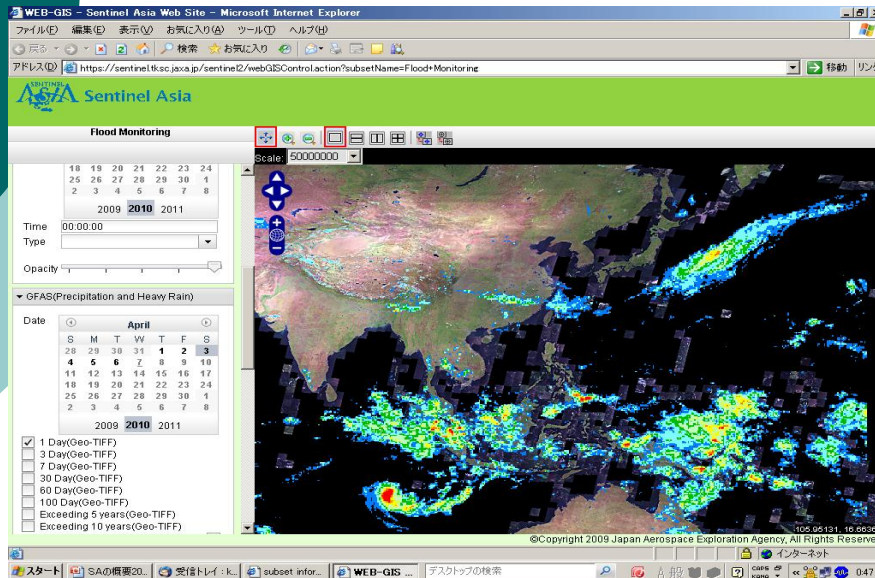 WEB-GIS - Sentinel Asia Web Site - Microsoft Internet Explorer
ファイル(F) 編集(E) 表示(V) お気に入り(A) ツール(T) ヘルプ(H)
戻る 検索 お気に入り
アドレス(D) https://sentinel.tksc.jaxa.jp/sentinel2/webGISControl.action?subsetName=Flood+Monitoring 移動 リンク
SENTINEL ASIA Sentinel Asia
Flood Monitoring
Scale: 50000000
18 19 20 21 22 23 24
25 26 27 28 29 30 1
2 3 4 5 6 7 8
2009 2010 2011
Time 00:00:00
Type
Opacity
GFAS(Precipitation and Heavy Rain)
Date April
S M T W T F S
28 29 30 31 1 2 3
4 5 6 7 8 9 10
11 12 13 14 15 16 17
18 19 20 21 22 23 24
25 26 27 28 29 30 1
2 3 4 5 6 7 8
2009 2010 2011
1 Day(Geo-TIFF)
3 Day(Geo-TIFF)
7 Day(Geo-TIFF)
30 Day(Geo-TIFF)
60 Day(Geo-TIFF)
100 Day(Geo-TIFF)
Exceeding 5 years(Geo-TIFF)
Exceeding 10 years(Geo-TIFF)
105.95131, 16.6636
©Copyright 2009 Japan Aerospace Exploration Agency, All Rights Reserve
インターネット
スタート SAの概要20... 受信トレイ : k... subset infor... WEB-GIS ... デスクトップの検索 A 般 CAPS KANA 0:47